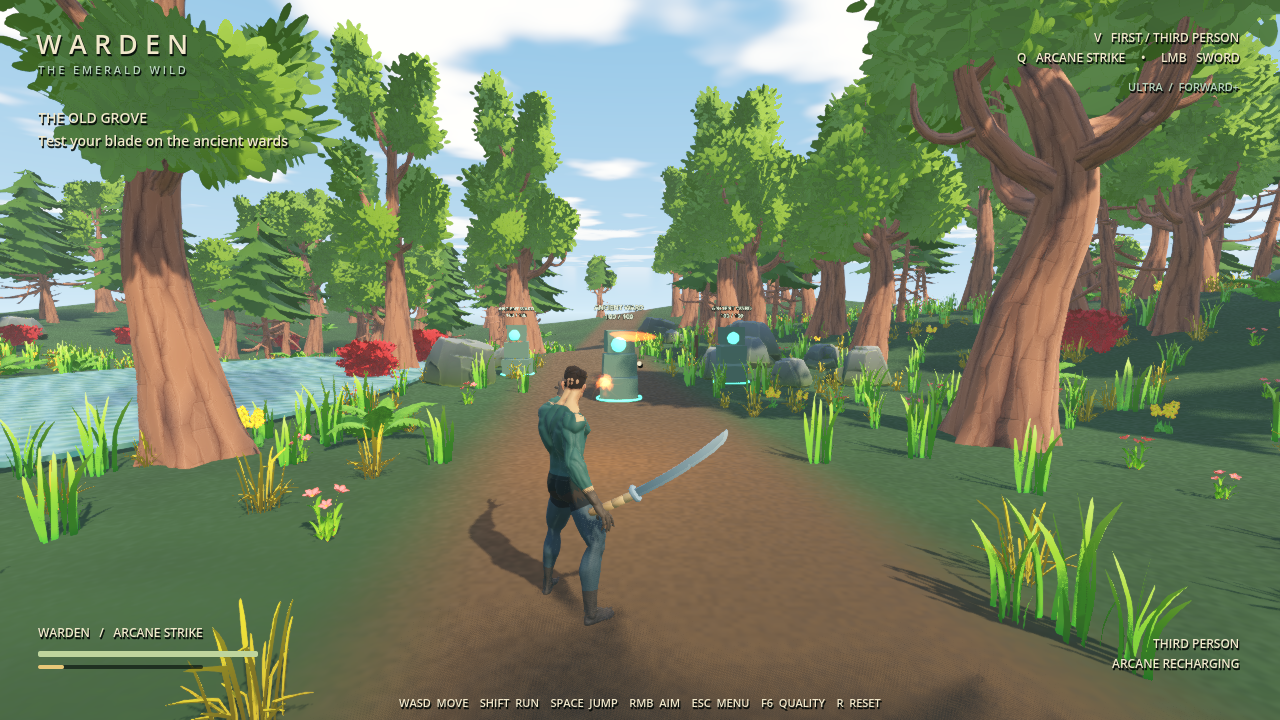 WARDEN
THE EMERALD WILD
THE OLD GROVE
Test your blade on the ancient wards
V FIRST / THIRD PERSON
Q ARCANE STRIKE • LMB SWORD
ULTRA / FORWARD+
WARDEN / ARCANE STRIKE
THIRD PERSON
ARCANE RECHARGING
WASD MOVE SHIFT RUN SPACE JUMP RMB AIM ESC MENU F6 QUALITY R RESET